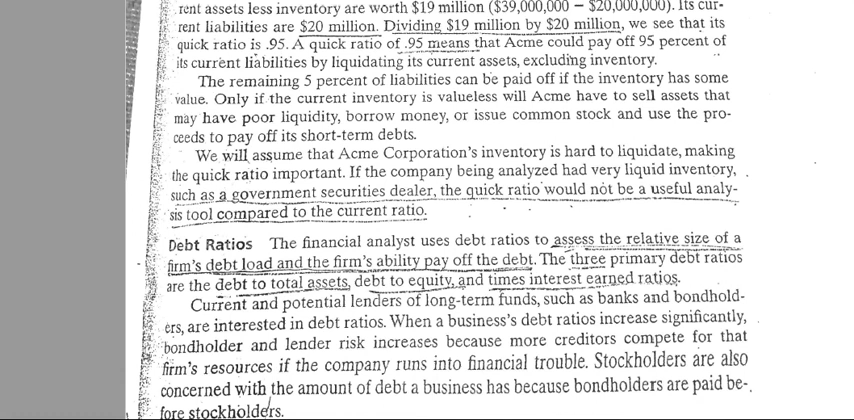 rent assets less inventory are worth $19 million ($39,000,000 – $20,000,000). Its cur-
rent liabilities are $20 million. Dividing $19 million by $20 million, we see that its
quick ratio is .95. A quick ratio of .95 means that Acme could pay off 95 percent of
its current liabilities by liquidating its current assets, excluding inventory.
The remaining 5 percent of liabilities can be paid off if the inventory has some
value. Only if the current inventory is valueless will Acme have to sell assets that
may have poor liquidity, borrow money, or issue common stock and use the pro-
ceeds to pay off its short-term debts.
We will assume that Acme Corporation's inventory is hard to liquidate, making
the quick ratio important. If the company being analyzed had very liquid inventory,
such as a government securities dealer, the quick ratio would not be a useful analy-
sis tool compared to the current ratio.
Debt Ratios The financial analyst uses debt ratios to assess the relative size of a
firm's debt load and the firm's ability pay off the debt. The three primary debt ratios
are the debt to total assets, debt to equity, and times interest earned ratios.
Current and potential lenders of long-term funds, such as banks and bondhold-
ers, are interested in debt ratios. When a business's debt ratios increase significantly,
bondholder and lender risk increases because more creditors compete for that
firm's resources if the company runs into financial trouble. Stockholders are also
concerned with the amount of debt a business has because bondholders are paid be-
fore stockholders.